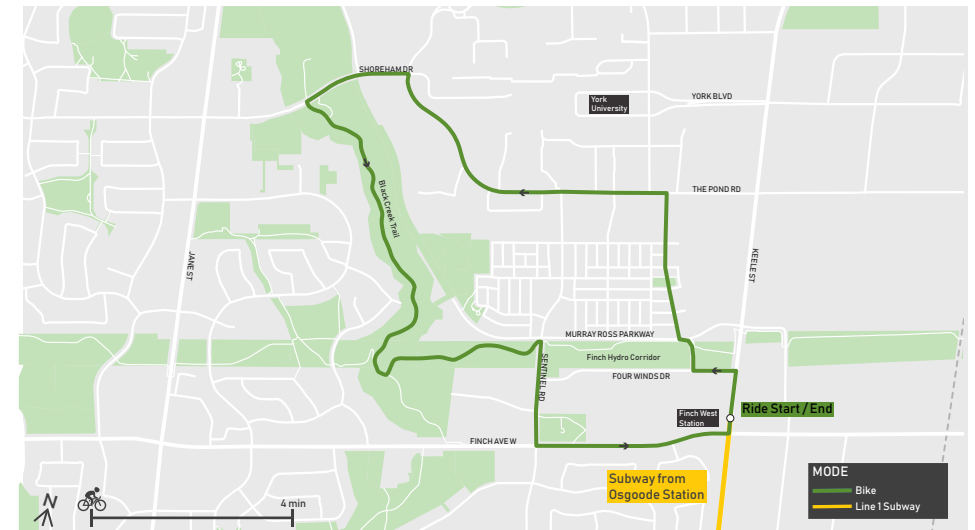 SHOREHAM DR
York
University
YORK BLVD
Black Creek Trail
THE POND RD
JANE ST
KEELE ST
MURRAY ROSS PARKWAY
Finch Hydro Corridor
SENTINEL RD
FOUR WINDS DR
Finch West
Station
Ride Start / End
FINCH AVE W
Subway from
Osgoode Station
MODE
Bike
Line 1 Subway
N
4 min